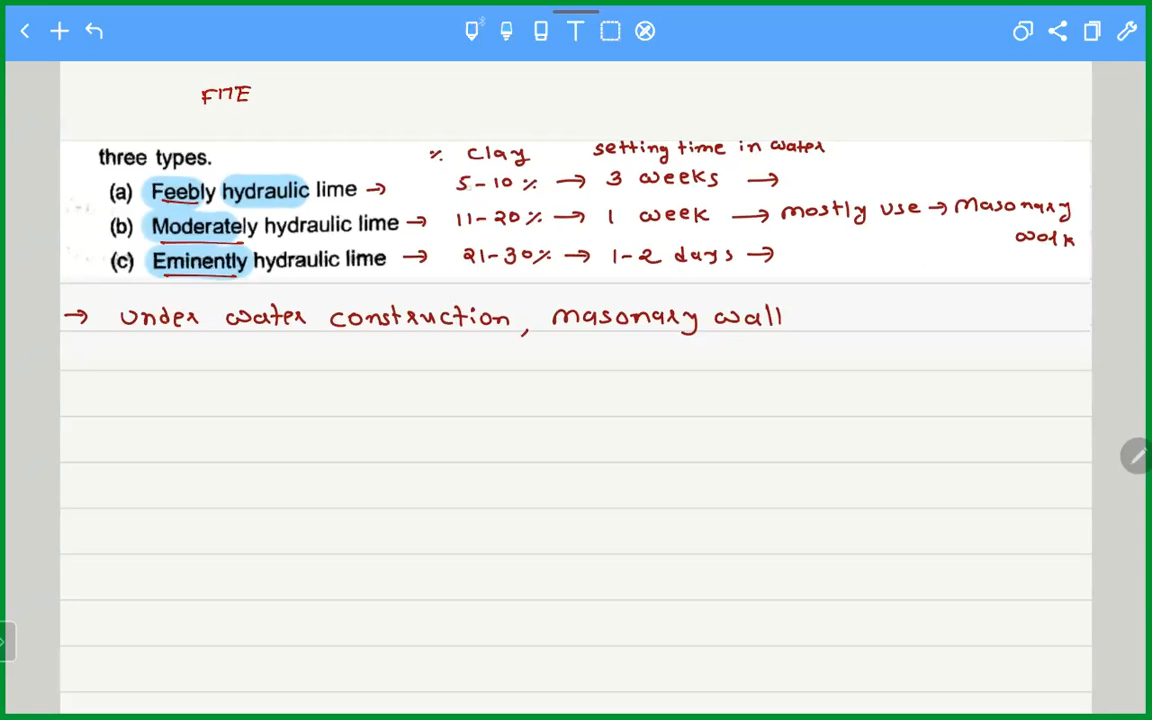 FME
three types.
% clay
setting time in water
(a) Feebly hydraulic lime → 5-10% → 3 weeks →
(b) Moderately hydraulic lime → 11-20% → 1 week → mostly use → Masonary work
(c) Eminently hydraulic lime → 21-30% → 1-2 days →
→ under water construction, masonary wall